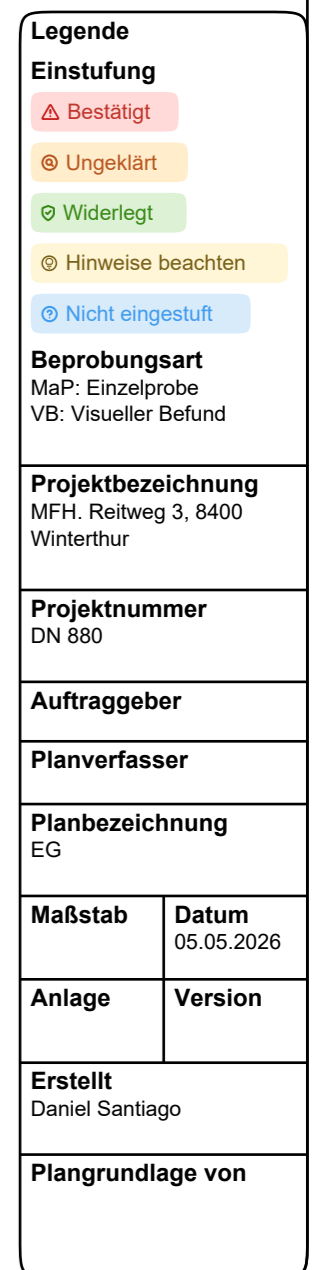 Legende
Einstufung
Bestätigt
Ungeklärt
Widerlegt
Hinweise beachten
Nicht eingestuft
Beprobungsart
MaP: Einzelprobe
VB: Visueller Befund
Projektbezeichnung
MFH. Reitweg 3, 8400
Winterthur
Projektnummer
DN 880
Auftraggeber
Planverfasser
Planbezeichnung
EG
Maßstab
Datum
05.05.2026
Anlage
Version
Erstellt
Daniel Santiago
Plangrundlage von